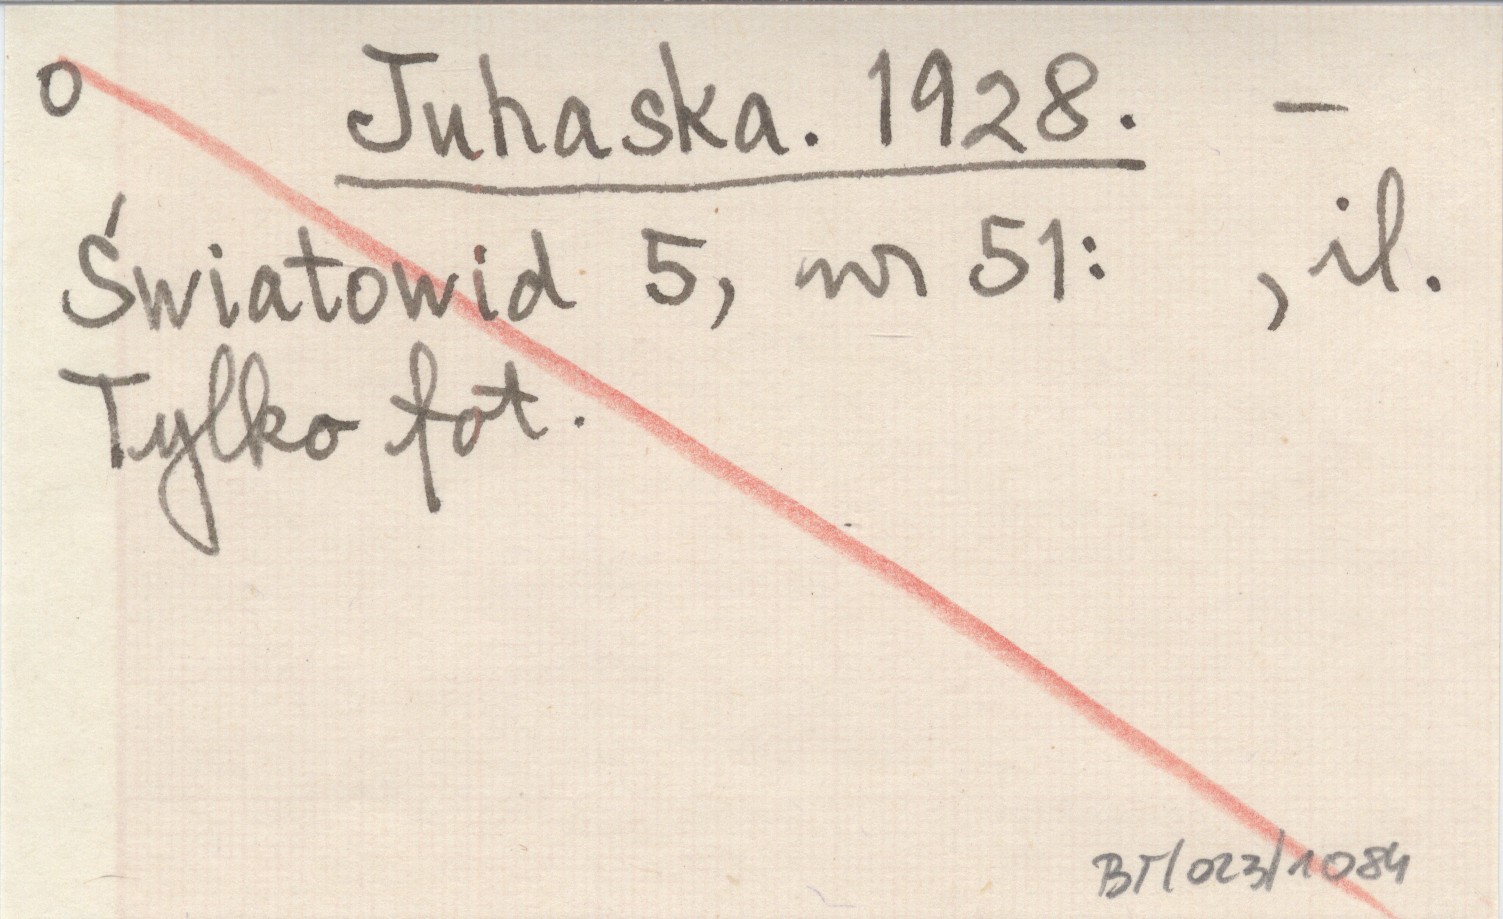 o Juhaska. 1928. –
Światowid 5, nr 51: , il.
Tylko fot.
BT/023/1084